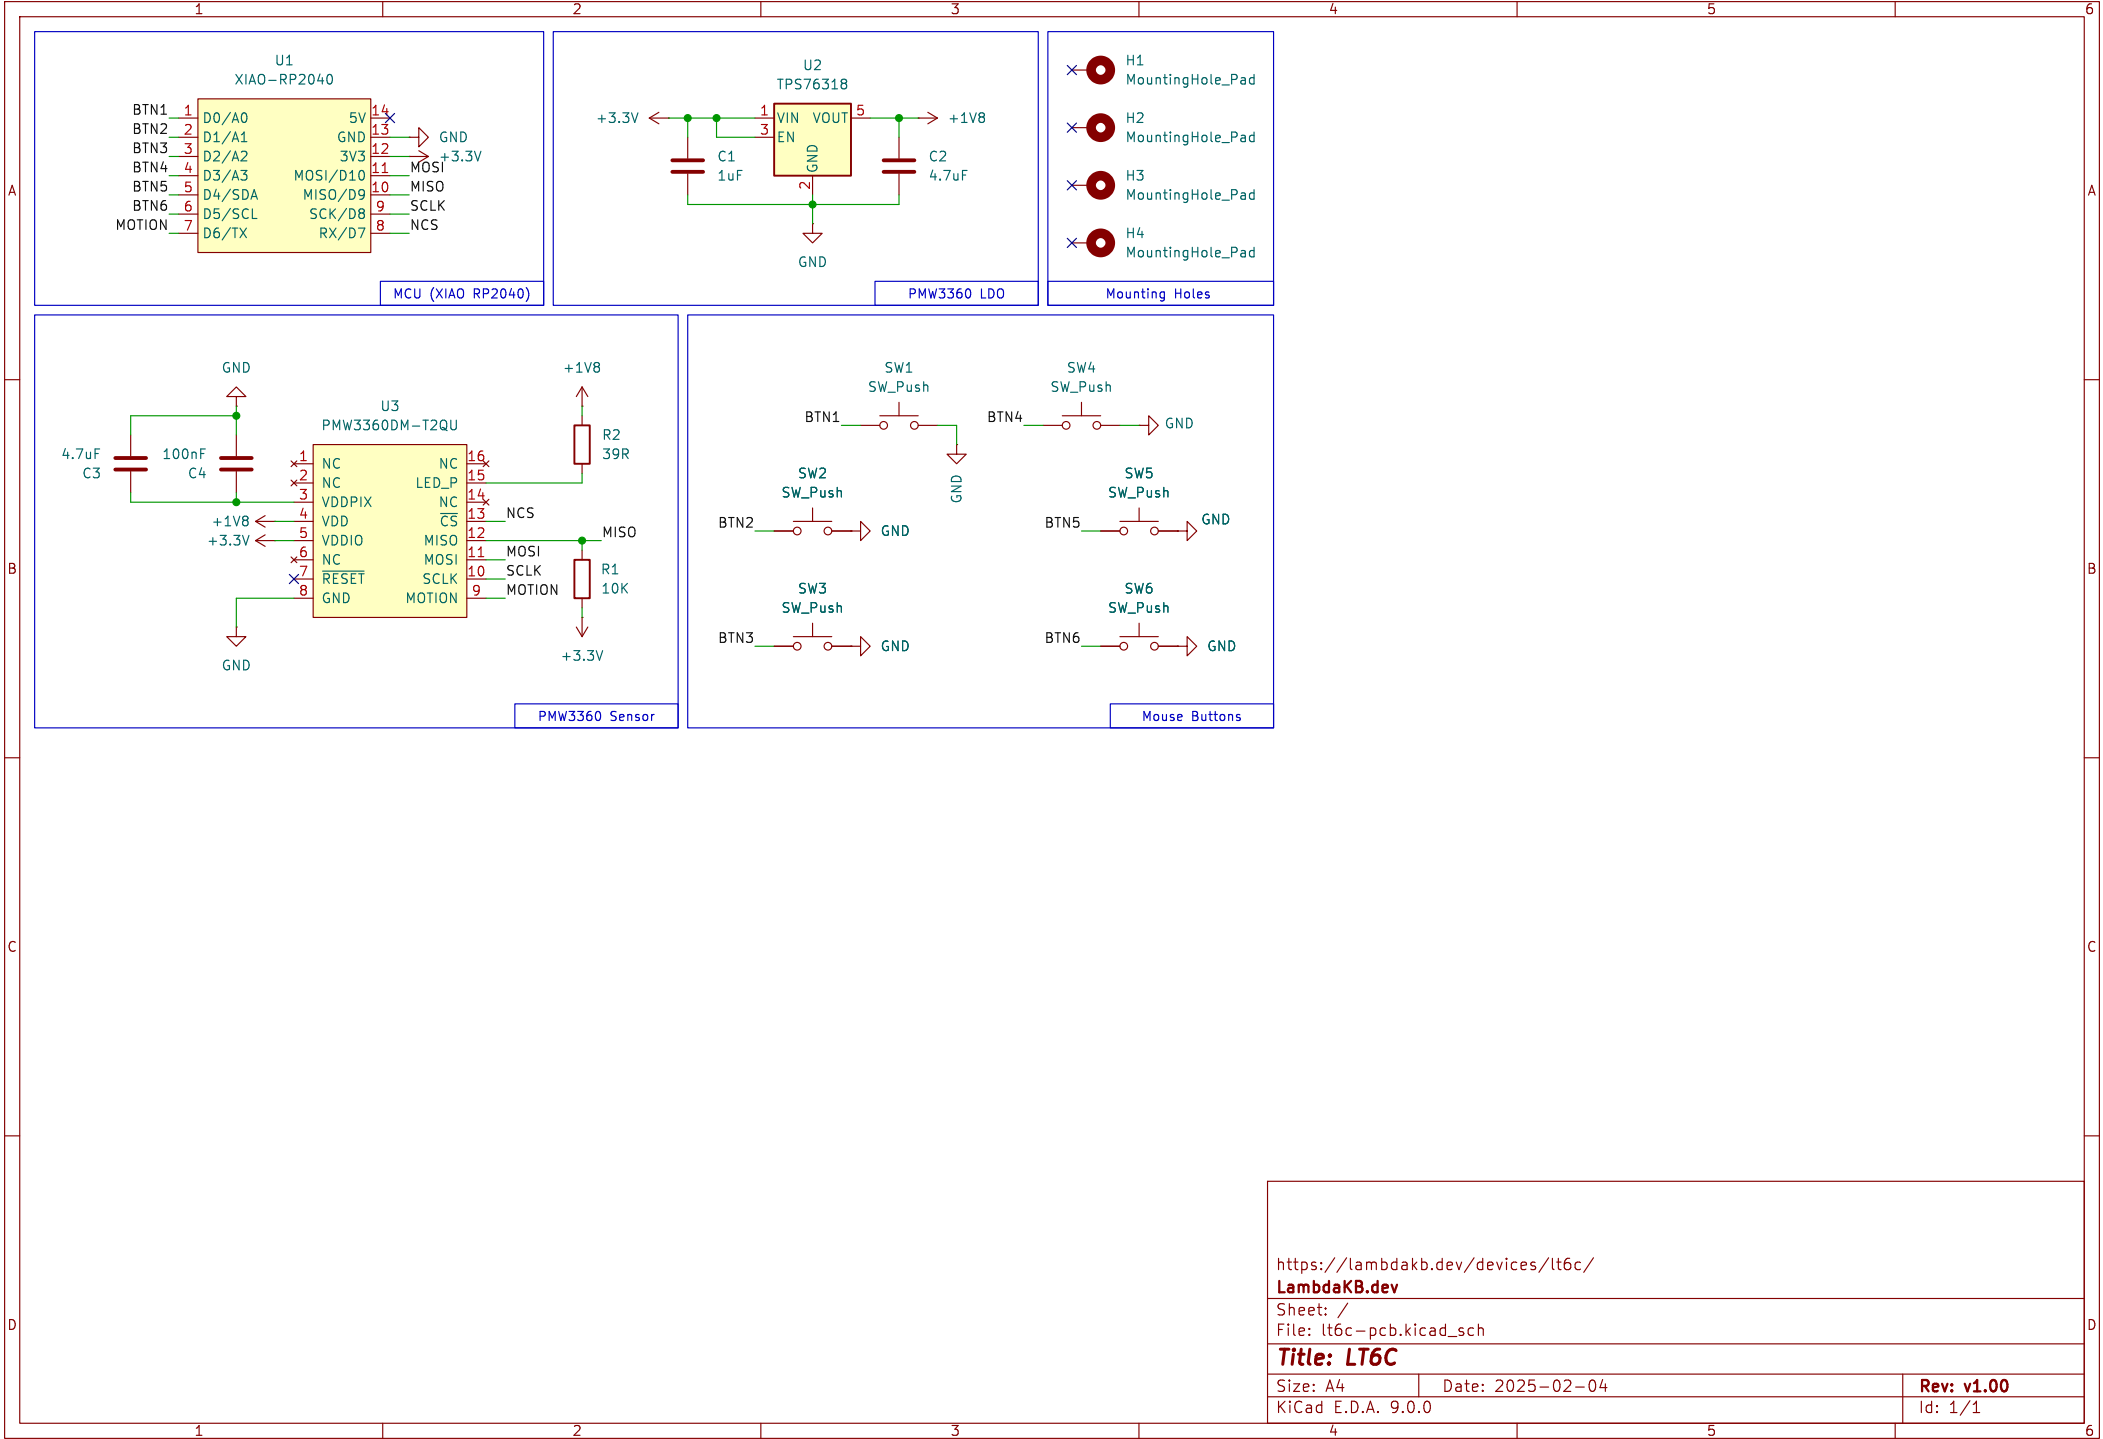 1 2 3 4 5 6
A
B
C
D
U1
XIAO-RP2040
BTN1 1 D0/A0
BTN2 2 D1/A1
BTN3 3 D2/A2
BTN4 4 D3/A3
BTN5 5 D4/SDA
BTN6 6 D5/SCL
MOTION 7 D6/TX
5V 14
GND 13 GND
3V3 12 +3.3V
MOSI/D10 11 MOSI
MISO/D9 10 MISO
SCK/D8 9 SCLK
RX/D7 8 NCS
MCU (XIAO RP2040)
U2
TPS76318
+3.3V 1 VIN VOUT 5 +1V8
3 EN
GND
2
C1
1uF
C2
4.7uF
GND
PMW3360 LDO
H1
MountingHole_Pad
H2
MountingHole_Pad
H3
MountingHole_Pad
H4
MountingHole_Pad
Mounting Holes
GND
4.7uF
C3
100nF
C4
U3
PMW3360DM-T2QU
1 NC
2 NC
3 VDDPIX
+1V8 4 VDD
+3.3V 5 VDDIO
6 NC
7 RESET
8 GND
GND
NC 16
LED_P 15
NC 14
CS 13 NCS
MISO 12 MISO
MOSI 11 MOSI
SCLK 10 SCLK
MOTION 9 MOTION
+1V8
R2
39R
R1
10K
+3.3V
PMW3360 Sensor
SW1
SW_Push
BTN1
GND
SW4
SW_Push
BTN4 GND
SW2
SW_Push
BTN2 GND
SW5
SW_Push
BTN5 GND
SW3
SW_Push
BTN3 GND
SW6
SW_Push
BTN6 GND
Mouse Buttons
https://lambdakb.dev/devices/lt6c/
LambdaKB.dev
Sheet: /
File: lt6c-pcb.kicad_sch
Title: LT6C
Size: A4 Date: 2025-02-04 Rev: v1.00
KiCad E.D.A. 9.0.0 Id: 1/1
A
B
C
D
1 2 3 4 5 6